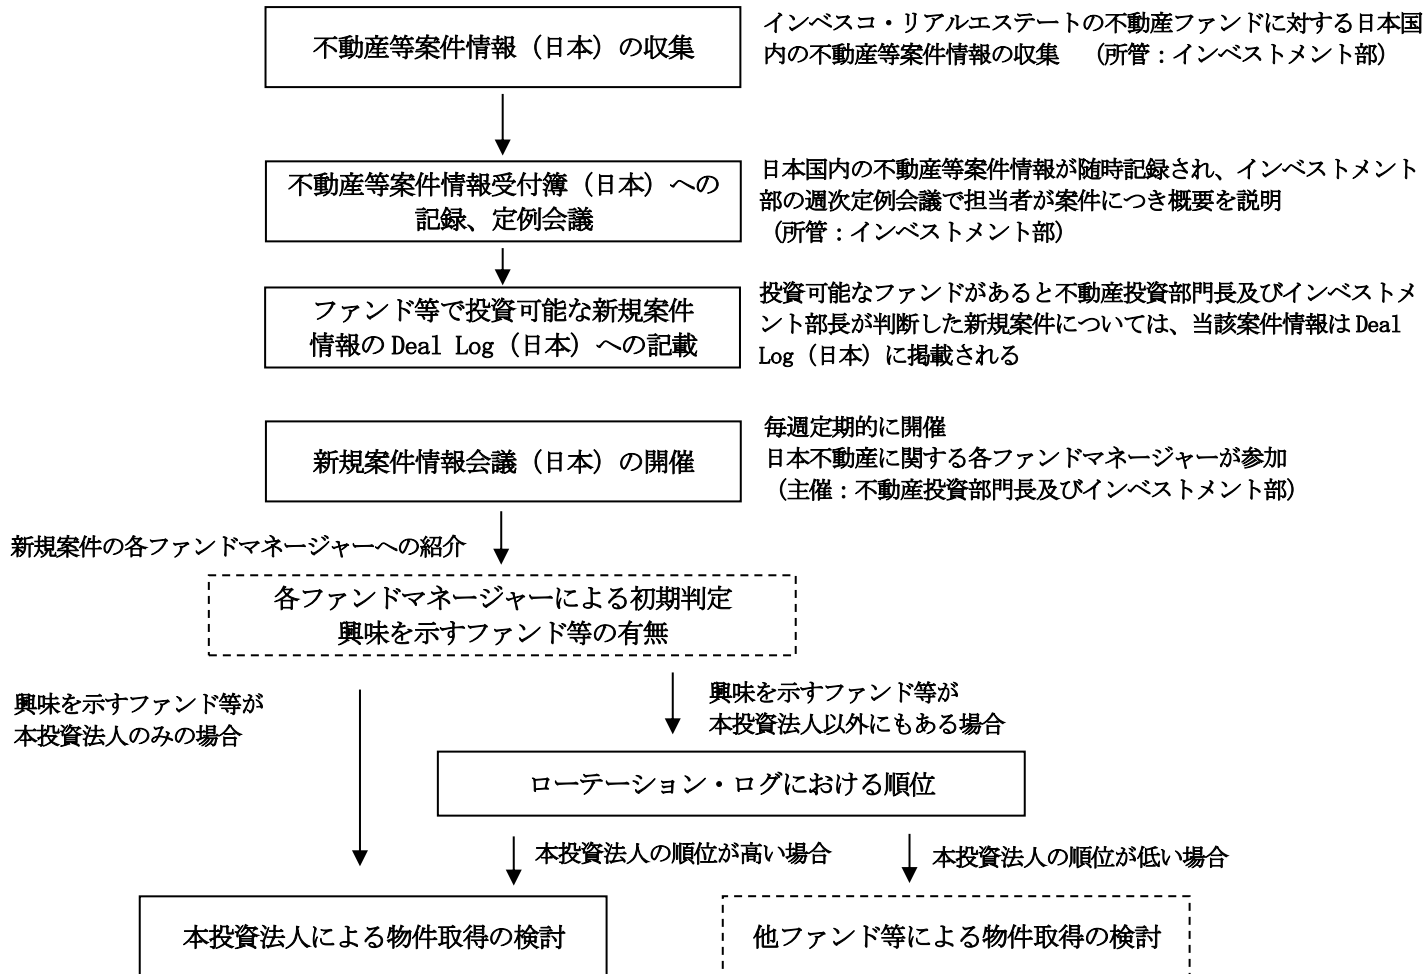 不動産等案件情報（日本）の収集
インベスコ・リアルエステートの不動産ファンドに対する日本国
内の不動産等案件情報の収集　（所管：インベストメント部）
不動産等案件情報受付簿（日本）への
記録、定例会議
日本国内の不動産等案件情報が随時記録され、インベストメント
部の週次定例会議で担当者が案件につき概要を説明
（所管：インベストメント部）
ファンド等で投資可能な新規案件
情報の Deal Log（日本）への記載
投資可能なファンドがあると不動産投資部門長及びインベストメ
ント部長が判断した新規案件については、当該案件情報は Deal
Log（日本）に掲載される
新規案件情報会議（日本）の開催
毎週定期的に開催
日本不動産に関する各ファンドマネージャーが参加
（主催：不動産投資部門長及びインベストメント部）
新規案件の各ファンドマネージャーへの紹介
各ファンドマネージャーによる初期判定
興味を示すファンド等の有無
興味を示すファンド等が
本投資法人のみの場合
興味を示すファンド等が
本投資法人以外にもある場合
ローテーション・ログにおける順位
本投資法人の順位が高い場合
本投資法人の順位が低い場合
本投資法人による物件取得の検討
他ファンド等による物件取得の検討